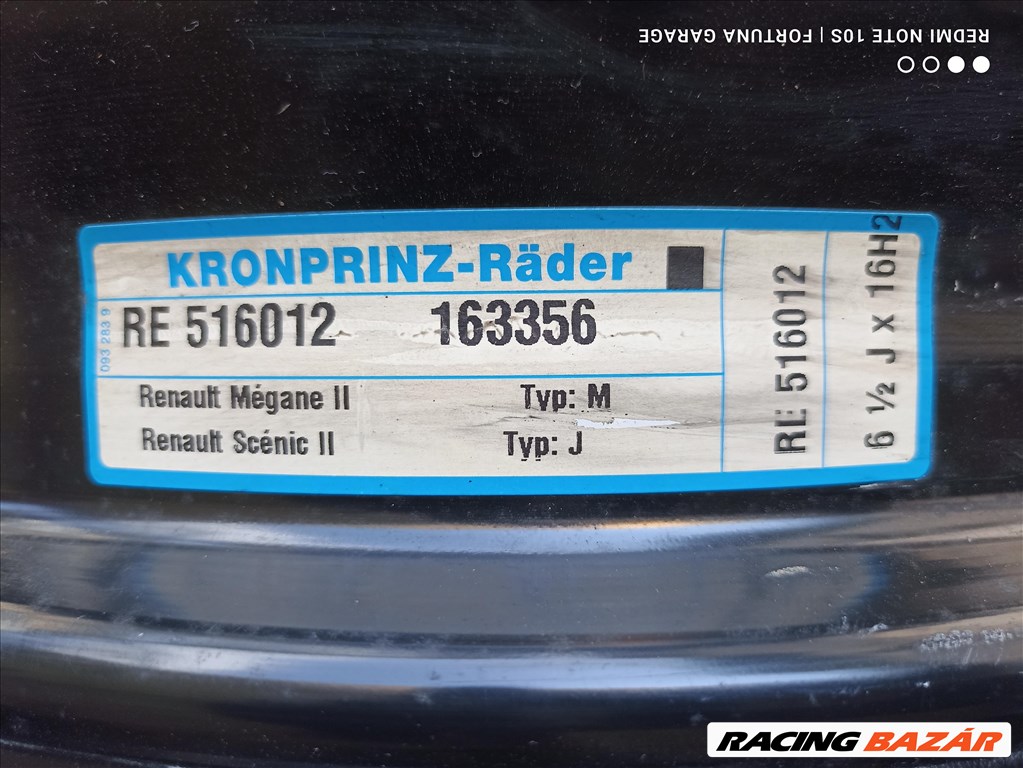 REDMI NOTE 10S | FORTUNA GARAGE
KRONPRINZ-Räder
093 283 9
RE 516012 163356
Renault Mégane II Typ: M
Renault Scénic II Typ: J
RE 516012
6 ½ J x 16H2
RACING BAZÁR